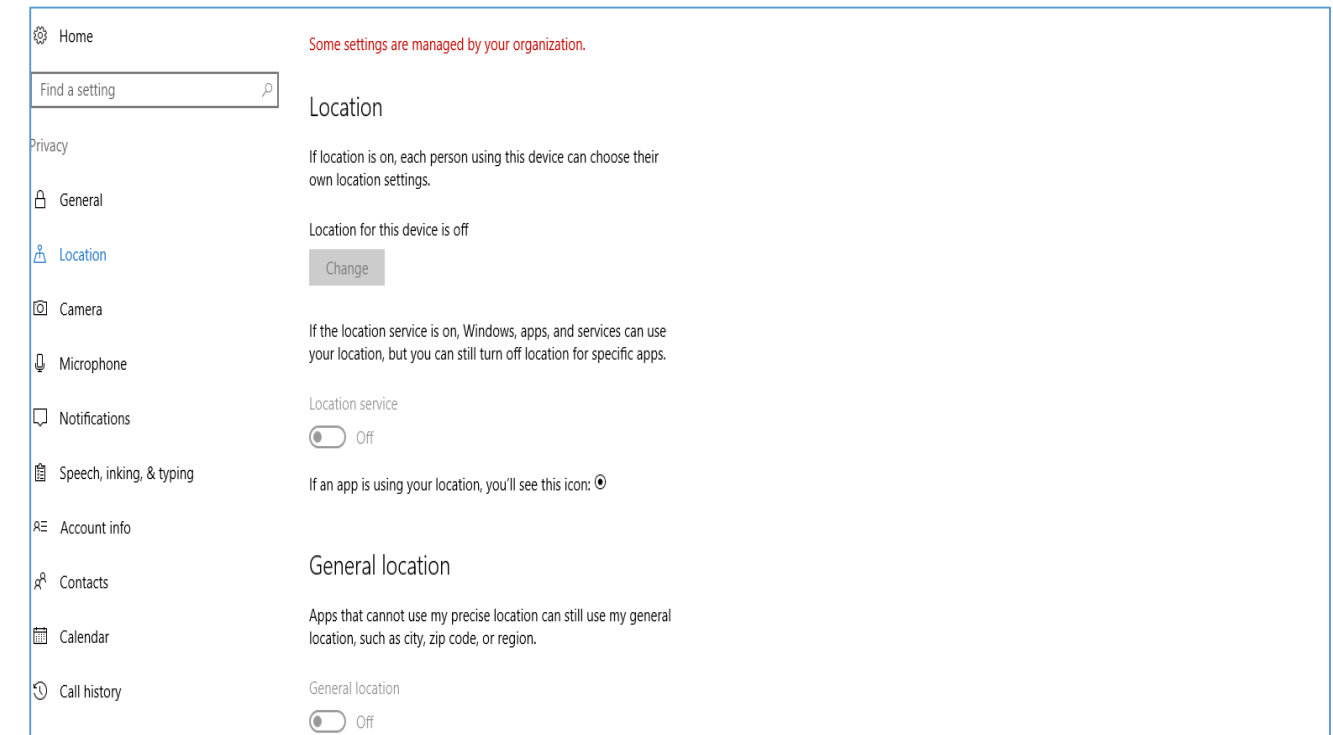 Home
Find a setting
Privacy
General
Location
Camera
Microphone
Notifications
Speech, inking, & typing
Account info
Contacts
Calendar
Call history
Some settings are managed by your organization.
Location
If location is on, each person using this device can choose their
own location settings.
Location for this device is off
Change
If the location service is on, Windows, apps, and services can use
your location, but you can still turn off location for specific apps.
Location service
Off
If an app is using your location, you'll see this icon:
General location
Apps that cannot use my precise location can still use my general
location, such as city, zip code, or region.
General location
Off